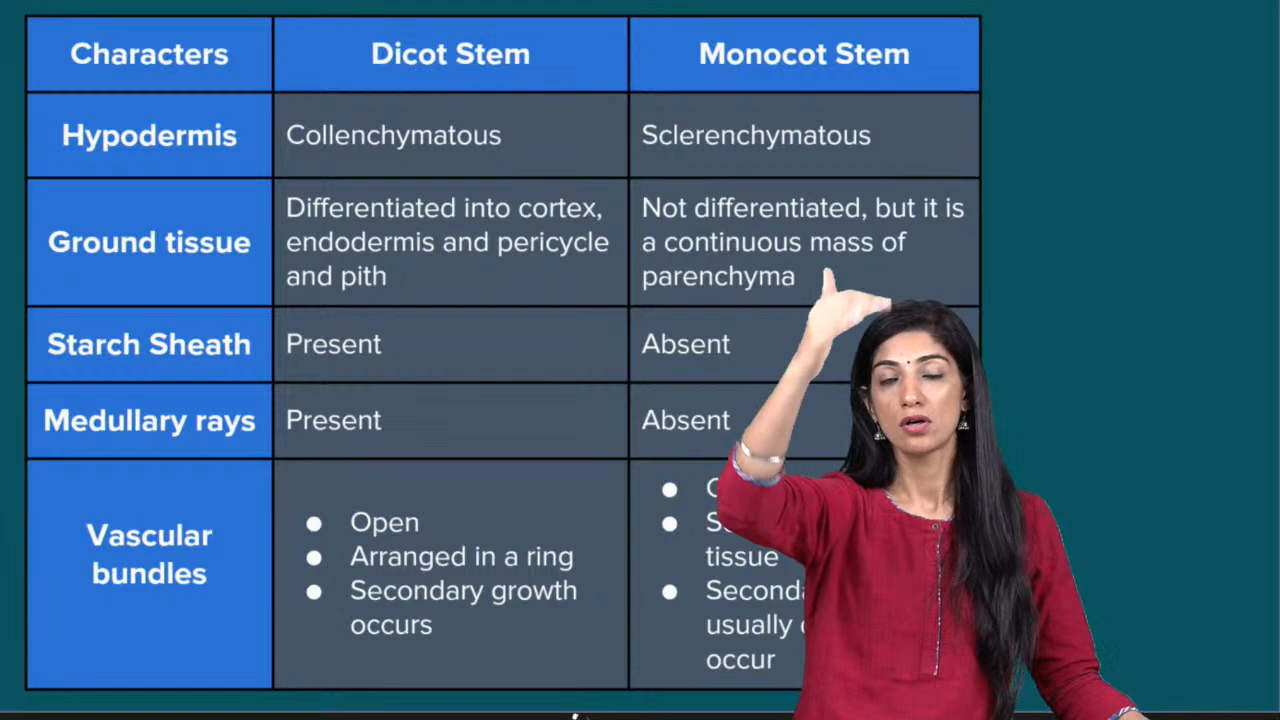 Characters
Dicot Stem
Monocot Stem
Hypodermis
Collenchymatous
Sclerenchymatous
Ground tissue
Differentiated into cortex,
endodermis and pericycle
and pith
Not differentiated, but it is
a continuous mass of
parenchyma
Starch Sheath
Present
Absent
Medullary rays
Present
Absent
Vascular
bundles
● Open
● Arranged in a ring
● Secondary growth
occurs
●
●
tissue
●
usually
occur